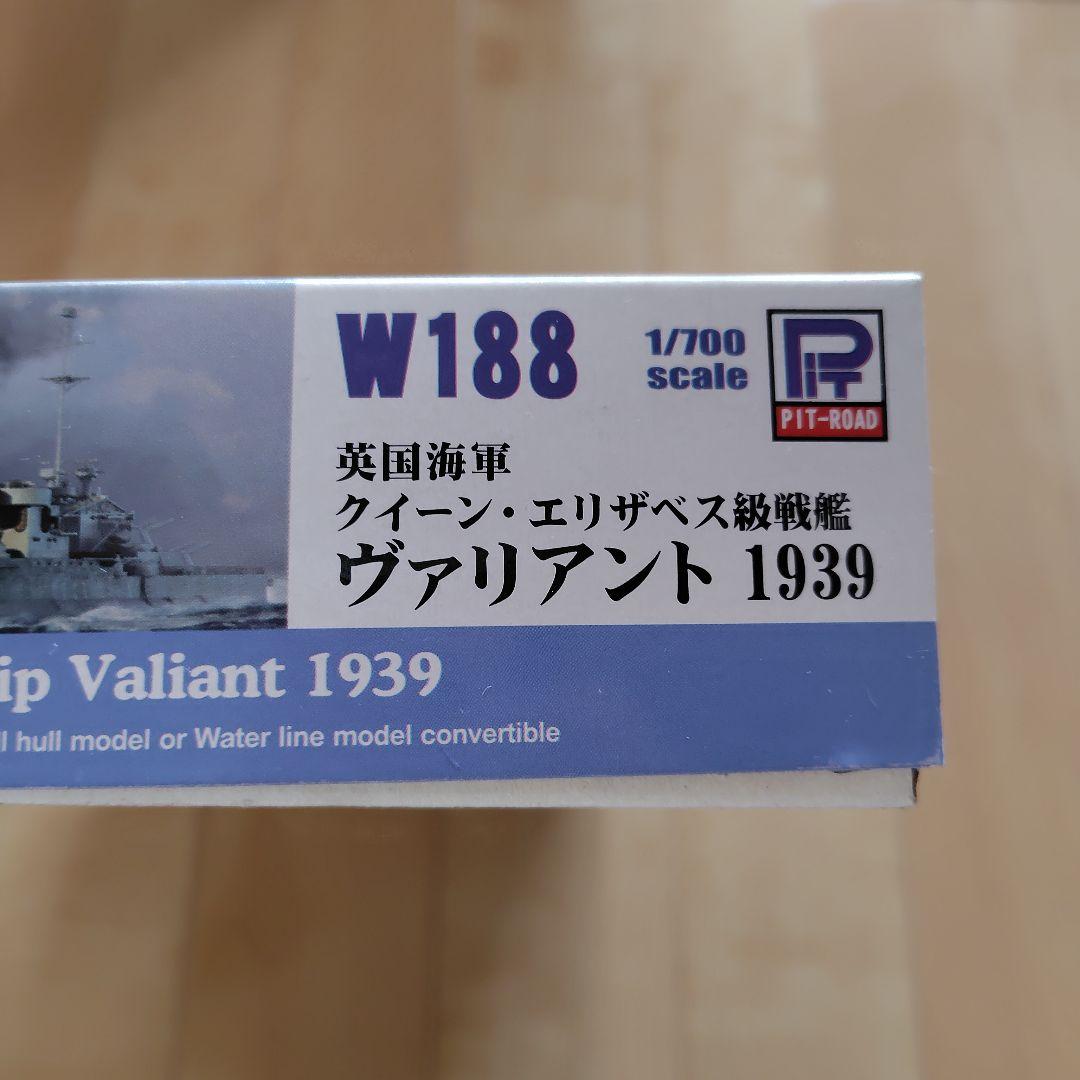 W188
1/700
scale
PiT
PIT-ROAD
英国海軍
クイーン・エリザベス級戦艦
ヴァリアント 1939
ip Valiant 1939
ll hull model or Water line model convertible